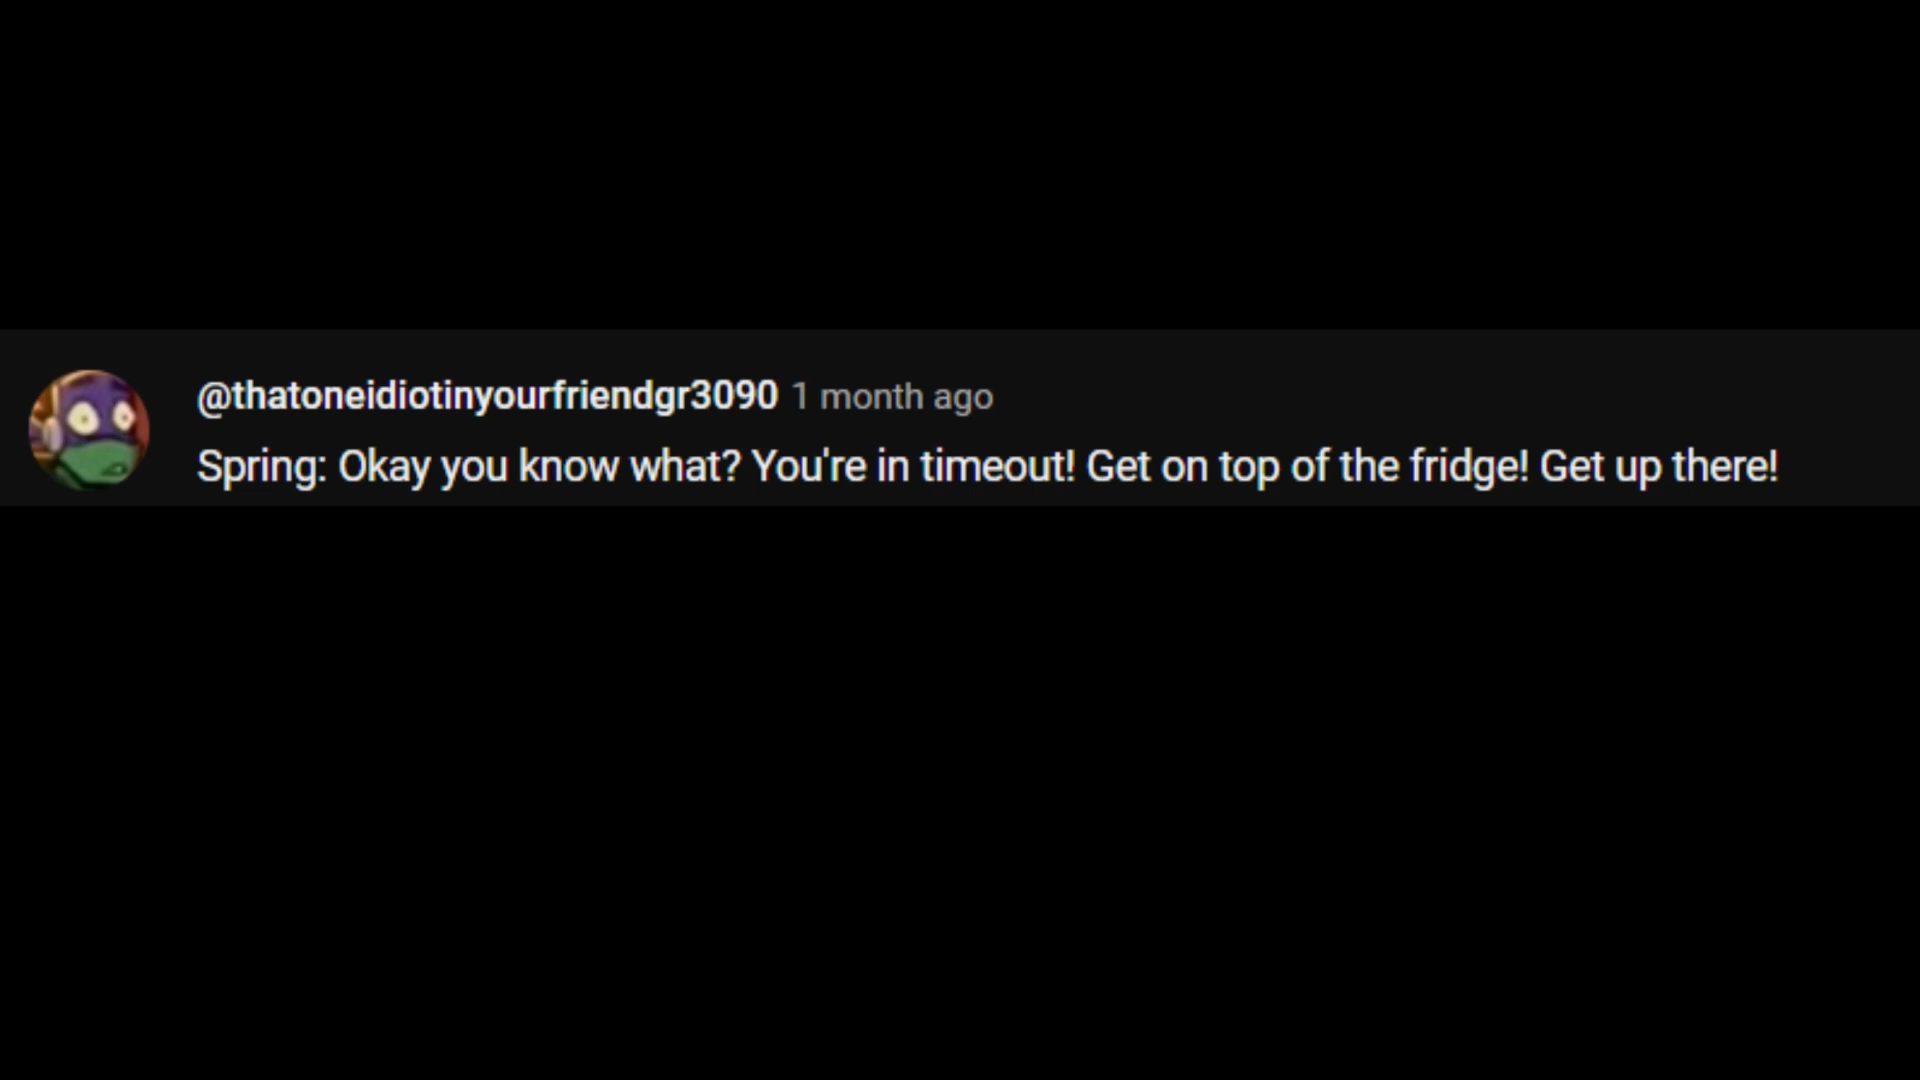 @thatoneidiotinyourfriendgr3090 1 month ago
Spring: Okay you know what? You're in timeout! Get on top of the fridge! Get up there!